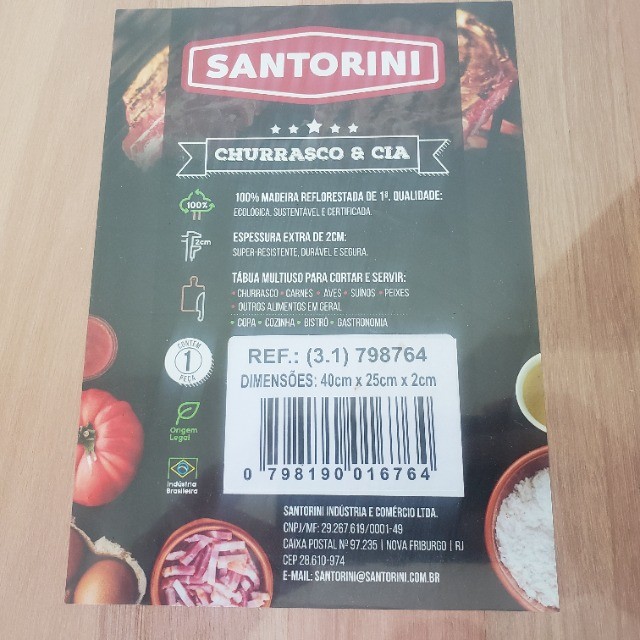 SANTORINI
CHURRASCO & CIA
100%
100% MADEIRA REFLORESTADA DE 1ª. QUALIDADE:
ECOLÓGICA, SUSTENTÁVEL E CERTIFICADA.
2cm
ESPESSURA EXTRA DE 2CM:
SUPER-RESISTENTE, DURÁVEL E SEGURA.
TÁBUA MULTIUSO PARA CORTAR E SERVIR:
• CHURRASCO • CARNES • AVES • SUÍNOS • PEIXES
• OUTROS ALIMENTOS EM GERAL
• COPA • COZINHA • BISTRÔ • GASTRONOMIA
CONTÉM
1
PEÇA
REF.: (3.1) 798764
DIMENSÕES: 40cm x 25cm x 2cm
0 798190 016764
Origem
Legal
Indústria
Brasileira
SANTORINI INDÚSTRIA E COMÉRCIO LTDA.
CNPJ/MF: 29.267.619/0001-49
CAIXA POSTAL Nº 97.235 | NOVA FRIBURGO | RJ
CEP 28.610-974
E-MAIL: SANTORINI@SANTORINI.COM.BR